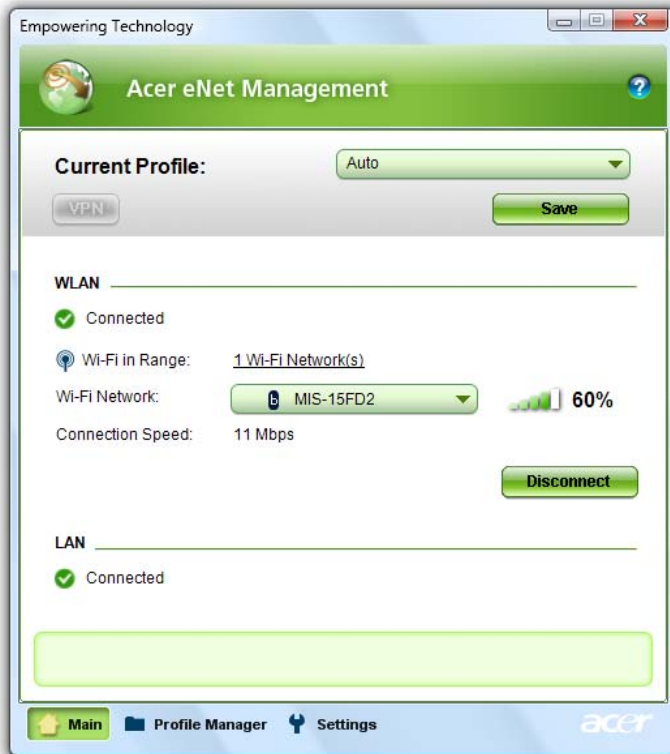 Empowering Technology
Acer eNet Management
?
Current Profile:
Auto
VPN
Save
WLAN
Connected
Wi-Fi in Range:
1 Wi-Fi Network(s)
Wi-Fi Network:
b MIS-15FD2
60%
Connection Speed:
11 Mbps
Disconnect
LAN
Connected
Main
Profile Manager
Settings
acer